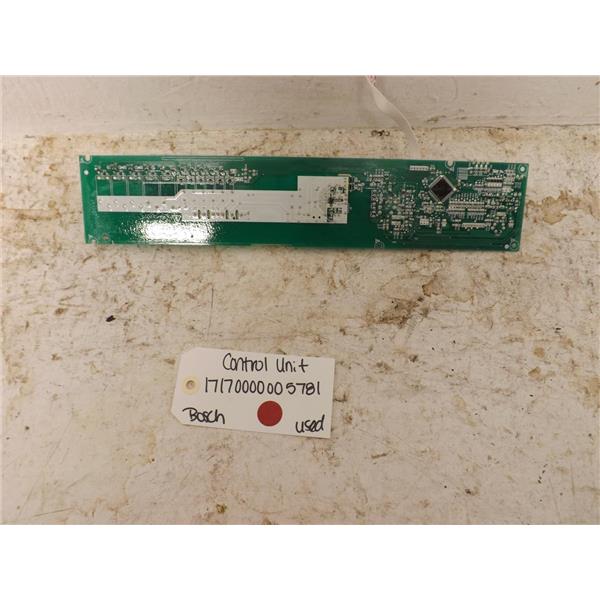 Control Unit
17170000005781
Bosch
used